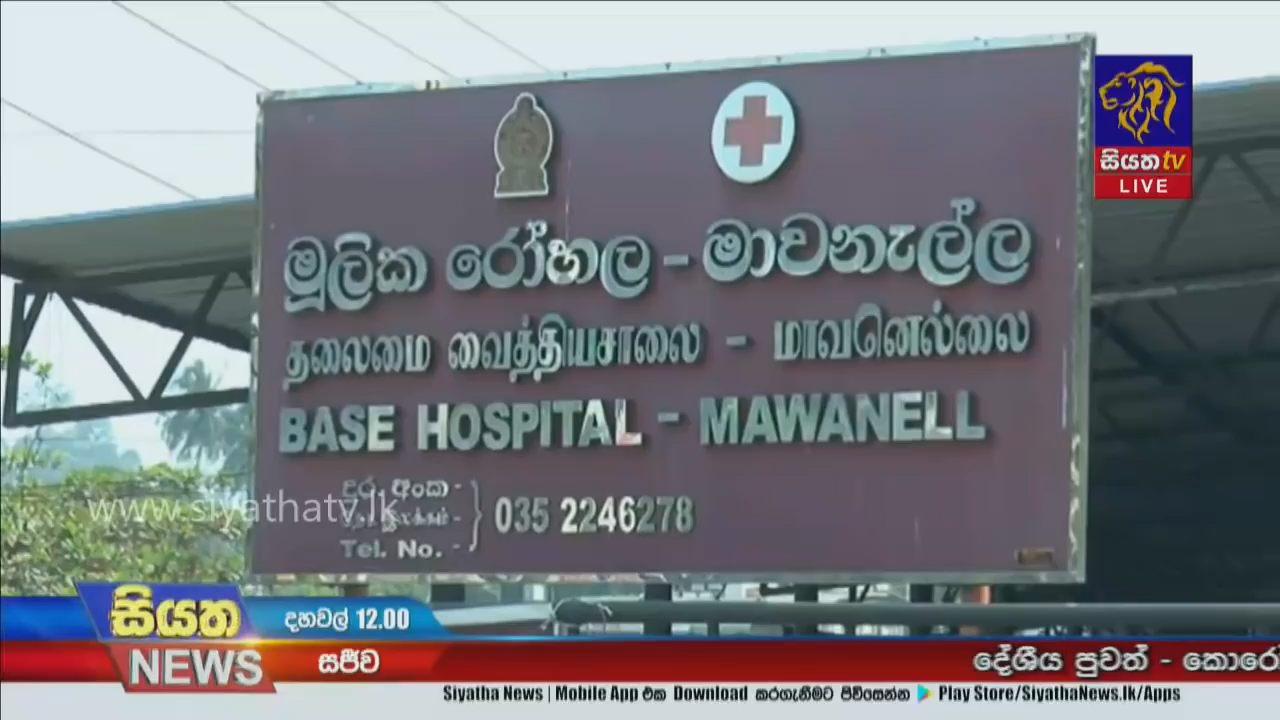 සියත tv
LIVE
මූලික රෝහල - මාවනැල්ල
தலைமை வைத்தியசாலை - மாவனெல்லை
BASE HOSPITAL - MAWANELL
දුර. අංක -
Tel. No. -
035 2246278
www.siyathatv.lk
සියත
NEWS
දහවල් 12.00
සජීව
දේශීය පුවත් - කොරෝ
Siyatha News | Mobile App එක Download කරගැනීමට පිවිසෙන්න Play Store/SiyathaNews.lk/Apps